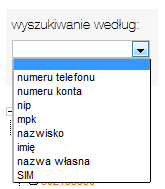 wyszukiwanie według:
numeru telefonu
numeru konta
nip
mpk
nazwisko
imię
nazwa własna
SIM